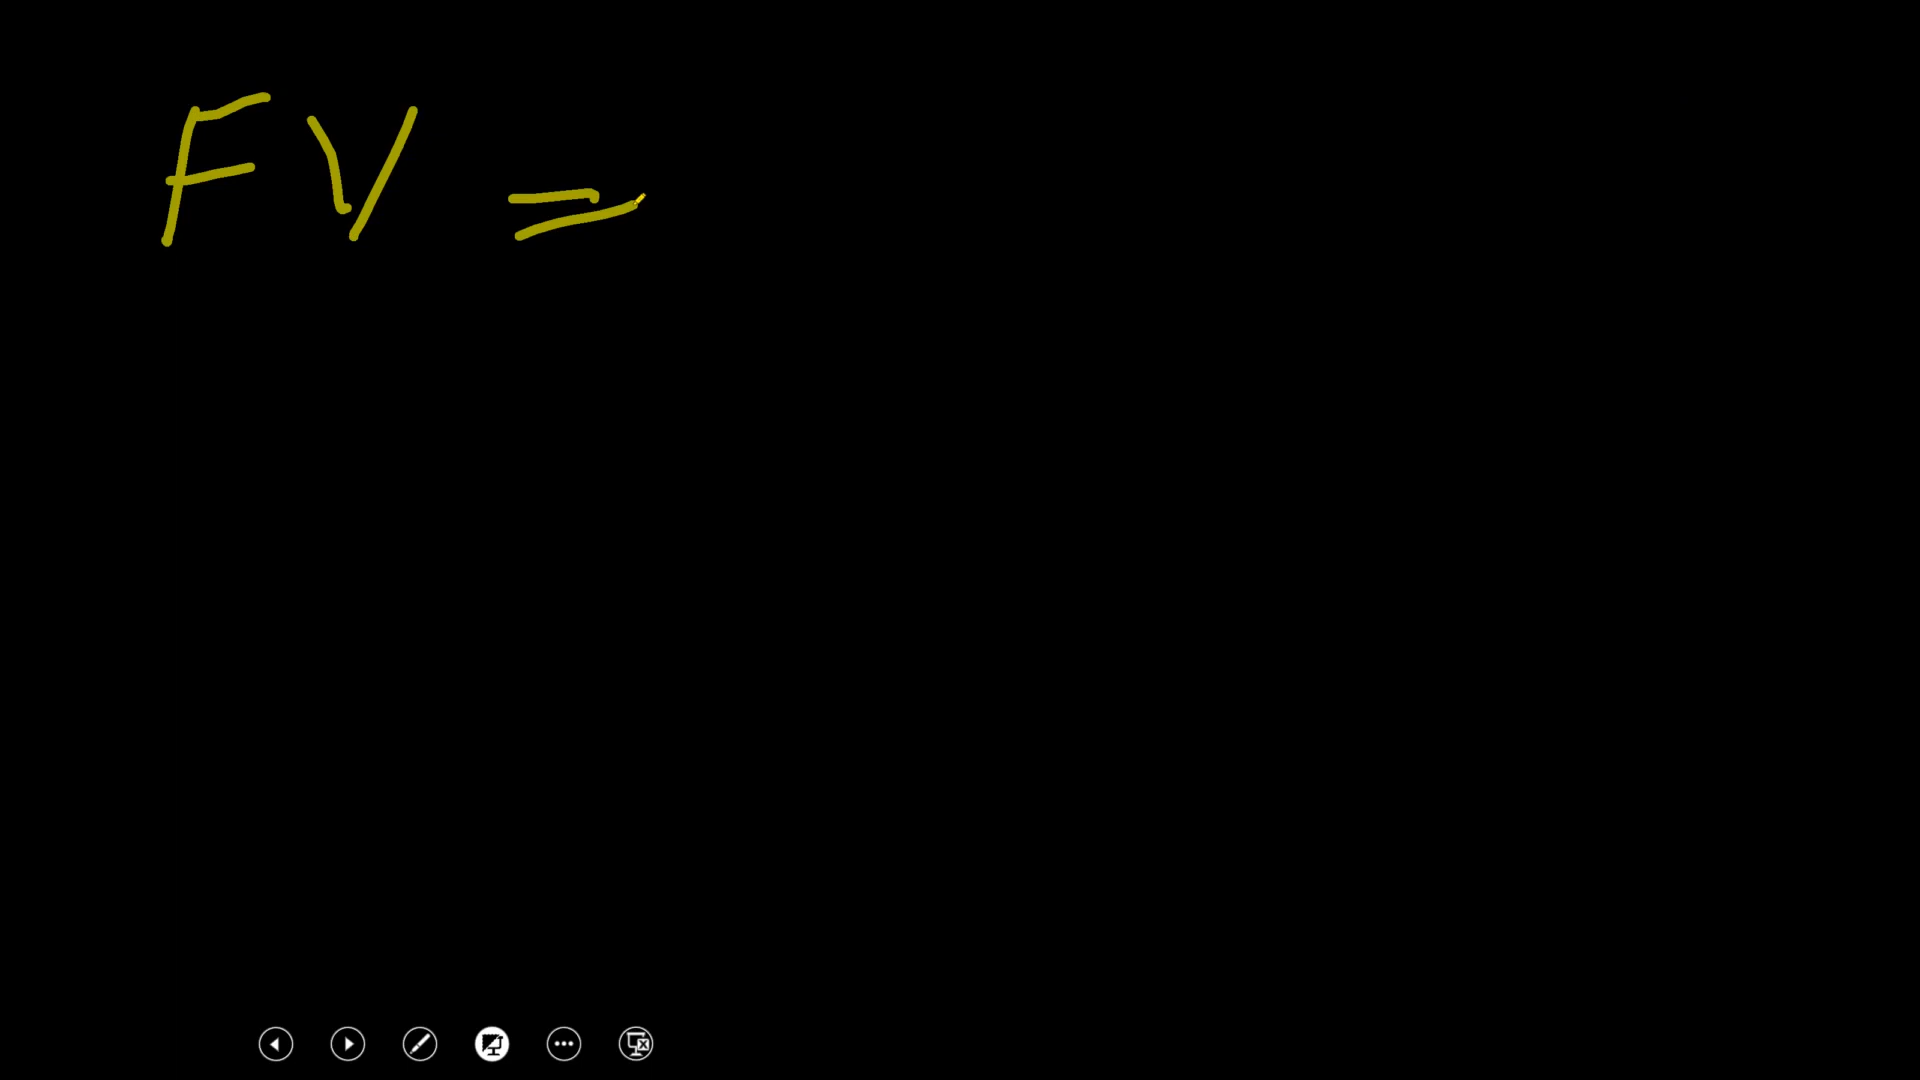 FV =